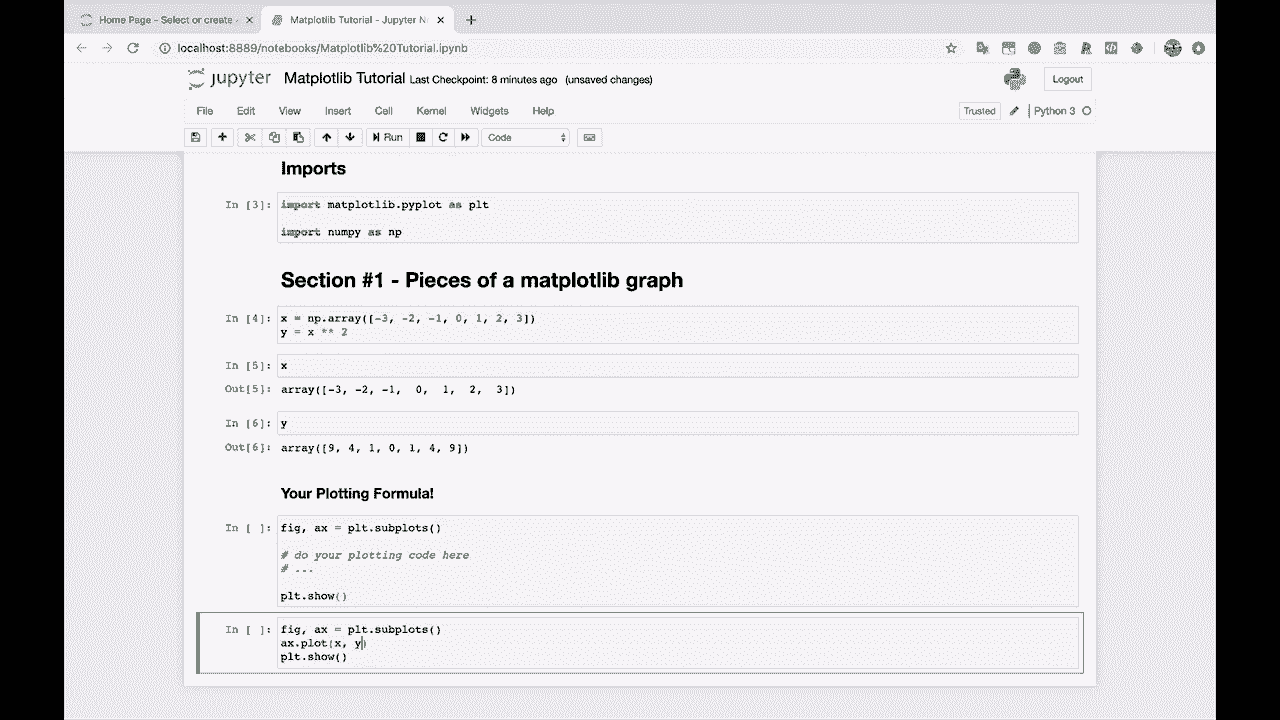 Home Page - Select or create
Matplotlib Tutorial - Jupyter N
localhost:8889/notebooks/Matplotlib%20Tutorial.ipynb
jupyter Matplotlib Tutorial Last Checkpoint: 8 minutes ago (unsaved changes)
Logout
File Edit View Insert Cell Kernel Widgets Help
Trusted Python 3
Run Code
Imports
In [3]: import matplotlib.pyplot as plt
import numpy as np
Section #1 - Pieces of a matplotlib graph
In [4]: x = np.array([-3, -2, -1, 0, 1, 2, 3])
y = x ** 2
In [5]: x
Out[5]: array([-3, -2, -1, 0, 1, 2, 3])
In [6]: y
Out[6]: array([9, 4, 1, 0, 1, 4, 9])
Your Plotting Formula!
In [ ]: fig, ax = plt.subplots()
# do your plotting code here
# ...
plt.show()
In [ ]: fig, ax = plt.subplots()
ax.plot(x, y)
plt.show()